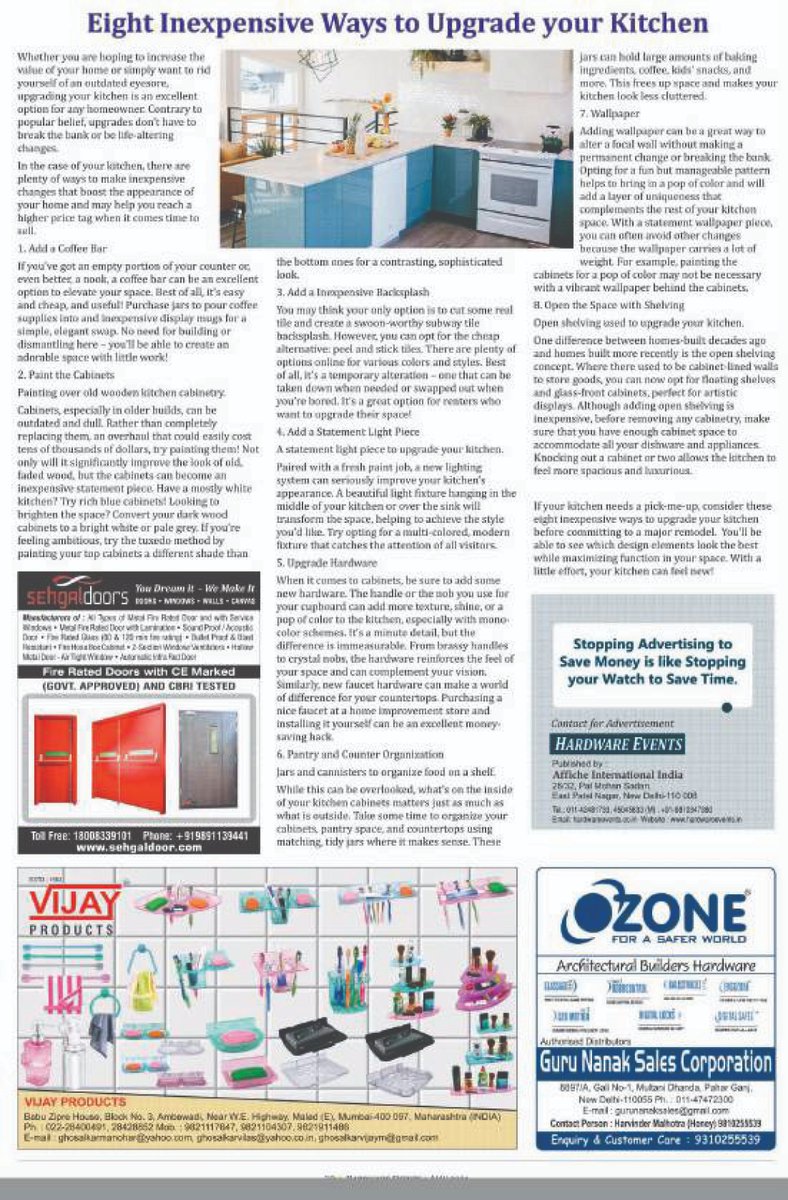 Eight Inexpensive Ways to Upgrade your Kitchen
Whether you are hoping to increase the
value of your home or simply want to rid
yourself of an outdated eyesore,
upgrading your kitchen is an excellent
option for any homeowner. Contrary to
popular belief, upgrades don't have to
break the bank or be life-altering
changes.
In the case of your kitchen, there are
plenty of ways to make inexpensive
changes that boost the appearance of
your home and may help you reach a
higher price tag when it comes time to
sell.
1. Add a Coffee Bar
If you've got an empty portion of your counter or,
even better, a nook, a coffee bar can be an excellent
option to elevate your space. Best of all, it's easy
and cheap, and useful! Purchase jars to pour coffee
supplies into and inexpensive display mugs for a
simple, elegant swap. No need for building or
dismantling here – you'll be able to create an
adorable space with little work!
2. Paint the Cabinets
Painting over old wooden kitchen cabinetry.
Cabinets, especially in older builds, can be
outdated and dull. Rather than completely
replacing them, an overhaul that could easily cost
tens of thousands of dollars, try painting them! Not
only will it significantly improve the look of old,
faded wood, but the cabinets can become an
inexpensive statement piece. Have a mostly white
kitchen? Try rich blue cabinets! Looking to
brighten the space? Convert your dark wood
cabinets to a bright white or pale grey. If you're
feeling ambitious, try the tuxedo method by
painting your top cabinets a different shade than
the bottom ones for a contrasting, sophisticated
look.
3. Add a Inexpensive Backsplash
You may think your only option is to cut some real
tile and create a swoon-worthy subway tile
backsplash. However, you can opt for the cheap
alternative: peel and stick tiles. There are plenty of
options online for various colors and styles. Best
of all, it's a temporary alteration – one that can be
taken down when needed or swapped out when
you're bored. It's a great option for renters who
want to upgrade their space!
4. Add a Statement Light Piece
A statement light piece to upgrade your kitchen.
Paired with a fresh paint job, a new lighting
system can seriously improve your kitchen's
appearance. A beautiful light fixture hanging in the
middle of your kitchen or over the sink will
transform the space, helping to achieve the style
you'd like. Try opting for a multi-colored, modern
fixture that catches the attention of all visitors.
5. Upgrade Hardware
When it comes to cabinets, be sure to add some
new hardware. The handle or the nob you use for
your cupboard can add more texture, shine, or a
pop of color to the kitchen, especially with mono-
color schemes. It's a minute detail, but the
difference is immeasurable. From brassy handles
to crystal nobs, the hardware reinforces the feel of
your space and can complement your vision.
Similarly, new faucet hardware can make a world
of difference for your countertops. Purchasing a
nice faucet at a home improvement store and
installing it yourself can be an excellent money-
saving hack.
6. Pantry and Counter Organization
Jars and cannisters to organize food on a shelf.
While this can be overlooked, what's on the inside
of your kitchen cabinets matters just as much as
what is outside. Take some time to organize your
cabinets, pantry space, and countertops using
matching, tidy jars where it makes sense. These
jars can hold large amounts of baking
ingredients, coffee, kids' snacks, and
more. This frees up space and makes your
kitchen look less cluttered.
7. Wallpaper
Adding wallpaper can be a great way to
alter a focal wall without making a
permanent change or breaking the bank.
Opting for a fun but manageable pattern
helps to bring in a pop of color and will
add a layer of uniqueness that
complements the rest of your kitchen
space. With a statement wallpaper piece,
you can often avoid other changes
because the wallpaper carries a lot of
weight. For example, painting the
cabinets for a pop of color may not be necessary
with a vibrant wallpaper behind the cabinets.
8. Open the Space with Shelving
Open shelving used to upgrade your kitchen.
One difference between homes-built decades ago
and homes built more recently is the open shelving
concept. Where there used to be cabinet-lined walls
to store goods, you can now opt for floating shelves
and glass-front cabinets, perfect for artistic
displays. Although adding open shelving is
inexpensive, before removing any cabinetry, make
sure that you have enough cabinet space to
accommodate all your dishware and appliances.
Knocking out a cabinet or two allows the kitchen to
feel more spacious and luxurious.
If your kitchen needs a pick-me-up, consider these
eight inexpensive ways to upgrade your kitchen
before committing to a major remodel. You'll be
able to see which design elements look the best
while maximizing function in your space. With a
little effort, your kitchen can feel new!
sehgaldoors You Dream it - We Make It
DOORS • WINDOWS • WALLS • CANVAS
Manufacturers of : All Types of Metal Fire Rated Door and with Service
Windows • Metal Fire Rated Door with Lamination • Sound Proof / Acoustic
Door • Fire Rated Glass (60 & 120 min fire rating) • Bullet Proof & Blast
Resistant • Fire Hose Box Cabinet • 2-Section Window Ventilators • Hollow
Metal Door - Air Tight Window • Automatic Infra Red Door
Fire Rated Doors with CE Marked
(GOVT. APPROVED) AND CBRI TESTED
Toll Free: 18008339101 Phone: +919891139441
www.sehgaldoor.com
Stopping Advertising to
Save Money is like Stopping
your Watch to Save Time.
Contact for Advertisement
HARDWARE EVENTS
Published by :
Affiche International India
28/32, Pal Mohan Sadan,
East Patel Nagar, New Delhi-110 008
Email: hardwareevents.co.in Website : www.hardwareevents.in
VIJAY
PRODUCTS
VIJAY PRODUCTS
Babu Zipre House, Block No. 3, Ambewadi, Near W.E. Highway, Malad (E), Mumbai-400 097, Maharashtra (INDIA)
Ph. : 022-28400491, 28428852 Mob. : 9821117647, 9821104307, 9821911486
E-mail : ghosalkarmanohar@yahoo.com, ghosalkarvilas@yahoo.co.in, ghosalkarvijaym@gmail.com
OZONE®
FOR A SAFER WORLD
Architectural Builders Hardware
DIGITAL LOCKS
DIGITAL SAFES
Authorised Distributors
Guru Nanak Sales Corporation
8897/A, Gali No-1, Multani Dhanda, Pahar Ganj,
New Delhi-110055 Ph. : 011-47472300
E-mail : gurunanaksales@gmail.com
Contact Person : Harvinder Malhotra (Honey) 9810255539
Enquiry & Customer Care : 9310255539